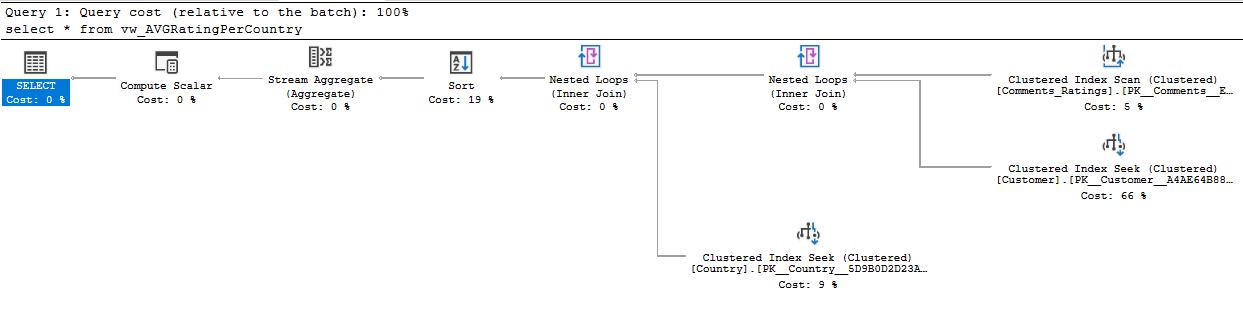 Query 1: Query cost (relative to the batch): 100%
select * from vw_AVGRatingPerCountry
SELECT
Cost: 0 %
Compute Scalar
Cost: 0 %
Stream Aggregate
(Aggregate)
Cost: 0 %
Sort
Cost: 19 %
Nested Loops
(Inner Join)
Cost: 0 %
Nested Loops
(Inner Join)
Cost: 0 %
Clustered Index Scan (Clustered)
[Comments_Ratings].[PK__Comments__E…
Cost: 5 %
Clustered Index Seek (Clustered)
[Customer].[PK__Customer__A4AE64B88…
Cost: 66 %
Clustered Index Seek (Clustered)
[Country].[PK__Country__5D9B0D2D23A…
Cost: 9 %